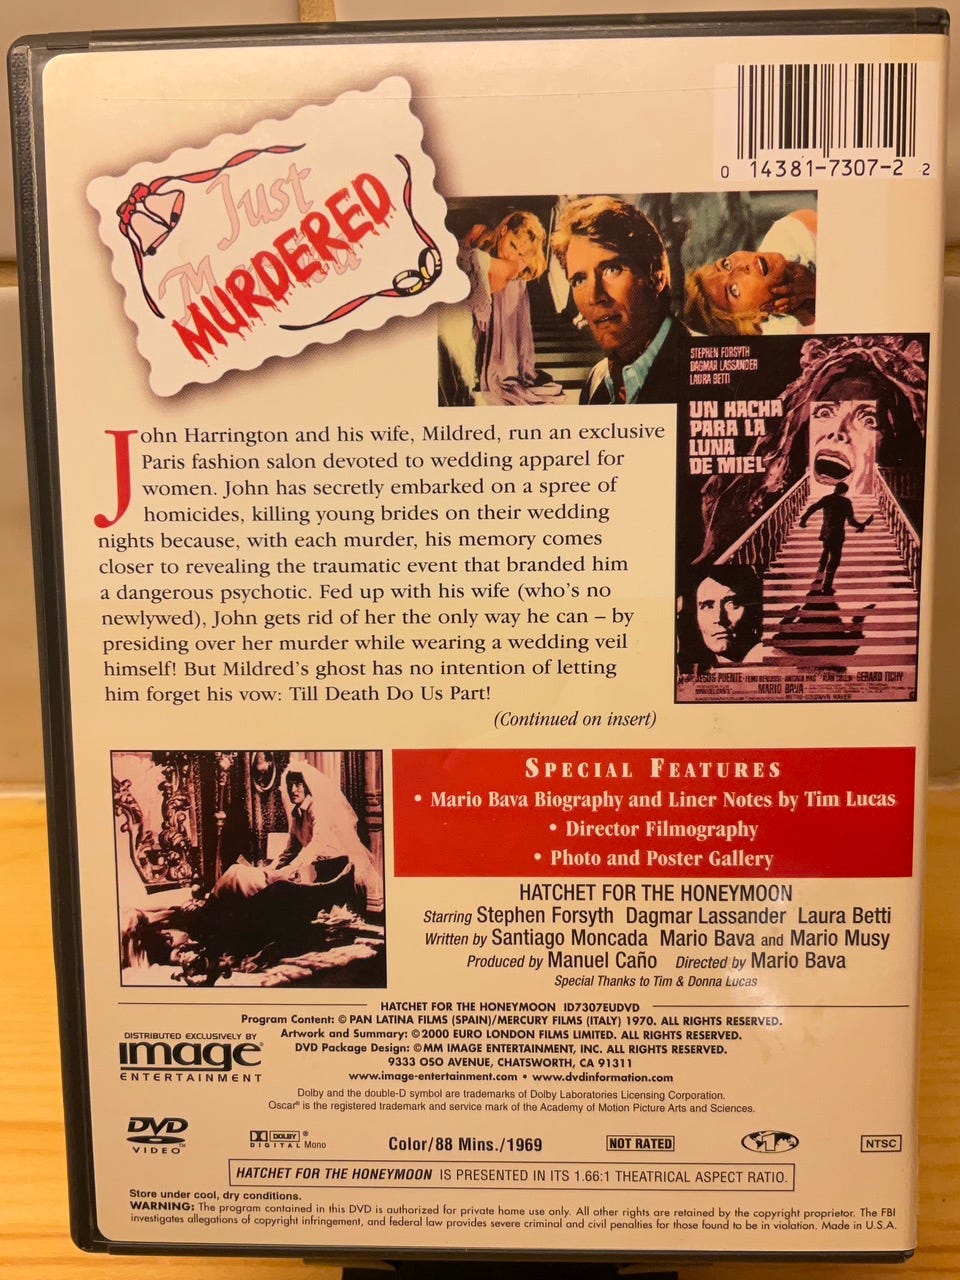 0 14381-7307-2 2
Just
MURDERED
STEPHEN FORSYTH
DAGMAR LASSANDER
LAURA BETTI
UN HACHA
PARA LA
LUNA
DE MIEL
JESUS PUENTE
GERARD TICHY
MARIO BAVA
John Harrington and his wife, Mildred, run an exclusive
Paris fashion salon devoted to wedding apparel for
women. John has secretly embarked on a spree of
homicides, killing young brides on their wedding
nights because, with each murder, his memory comes
closer to revealing the traumatic event that branded him
a dangerous psychotic. Fed up with his wife (who's no
newlywed), John gets rid of her the only way he can – by
presiding over her murder while wearing a wedding veil
himself! But Mildred's ghost has no intention of letting
him forget his vow: Till Death Do Us Part!
(Continued on insert)
SPECIAL FEATURES
• Mario Bava Biography and Liner Notes by Tim Lucas
• Director Filmography
• Photo and Poster Gallery
HATCHET FOR THE HONEYMOON
Starring Stephen Forsyth Dagmar Lassander Laura Betti
Written by Santiago Moncada Mario Bava and Mario Musy
Produced by Manuel Caño Directed by Mario Bava
Special Thanks to Tim & Donna Lucas
HATCHET FOR THE HONEYMOON ID7307EUDVD
Program Content: © PAN LATINA FILMS (SPAIN)/MERCURY FILMS (ITALY) 1970. ALL RIGHTS RESERVED.
Artwork and Summary: ©2000 EURO LONDON FILMS LIMITED. ALL RIGHTS RESERVED.
DVD Package Design: ©MM IMAGE ENTERTAINMENT, INC. ALL RIGHTS RESERVED.
9333 OSO AVENUE, CHATSWORTH, CA 91311
www.image-entertainment.com • www.dvdinformation.com
DISTRIBUTED EXCLUSIVELY BY
image®
ENTERTAINMENT
Dolby and the double-D symbol are trademarks of Dolby Laboratories Licensing Corporation.
Oscar® is the registered trademark and service mark of the Academy of Motion Picture Arts and Sciences.
DVD
VIDEO™
DOLBY®
DIGITAL Mono
Color/88 Mins./1969
NOT RATED
1
NTSC
HATCHET FOR THE HONEYMOON IS PRESENTED IN ITS 1.66:1 THEATRICAL ASPECT RATIO.
Store under cool, dry conditions.
WARNING: The program contained in this DVD is authorized for private home use only. All other rights are retained by the copyright proprietor. The FBI
investigates allegations of copyright infringement, and federal law provides severe criminal and civil penalties for those found to be in violation. Made in U.S.A.